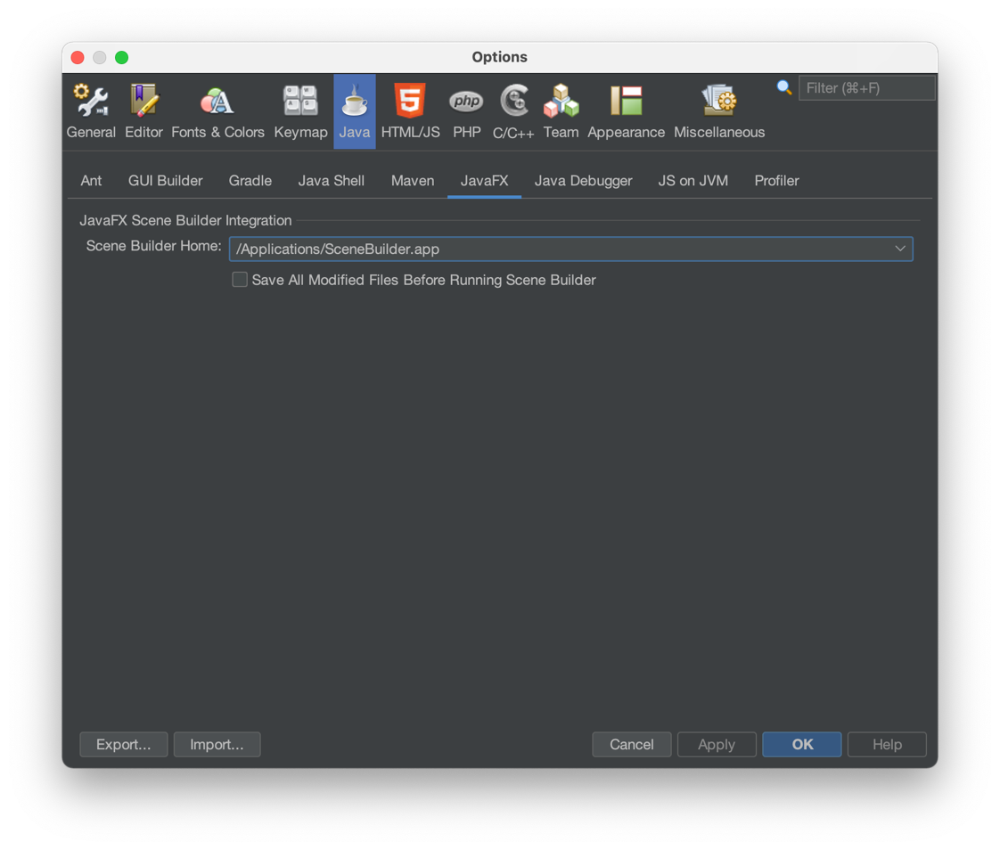 Options
Filter (⌘+F)
General Editor Fonts & Colors Keymap Java HTML/JS PHP C/C++ Team Appearance Miscellaneous
php
Ant GUI Builder Gradle Java Shell Maven JavaFX Java Debugger JS on JVM Profiler
JavaFX Scene Builder Integration
Scene Builder Home: /Applications/SceneBuilder.app
Save All Modified Files Before Running Scene Builder
Export... Import... Cancel Apply OK Help